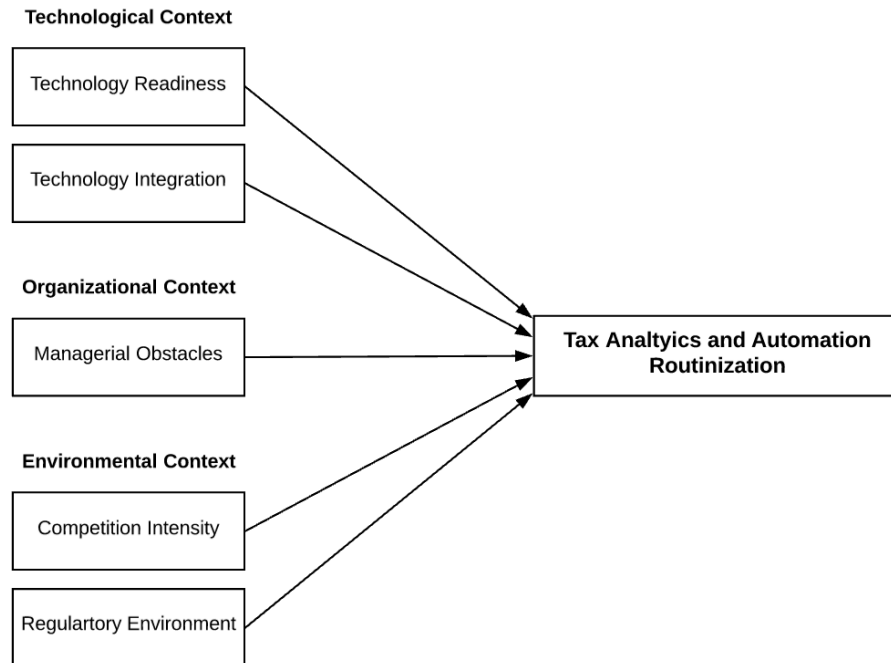 Technological Context
Technology Readiness
Technology Integration
Organizational Context
Managerial Obstacles
Environmental Context
Competition Intensity
Regulartory Environment
Tax Analtyics and Automation
Routinization